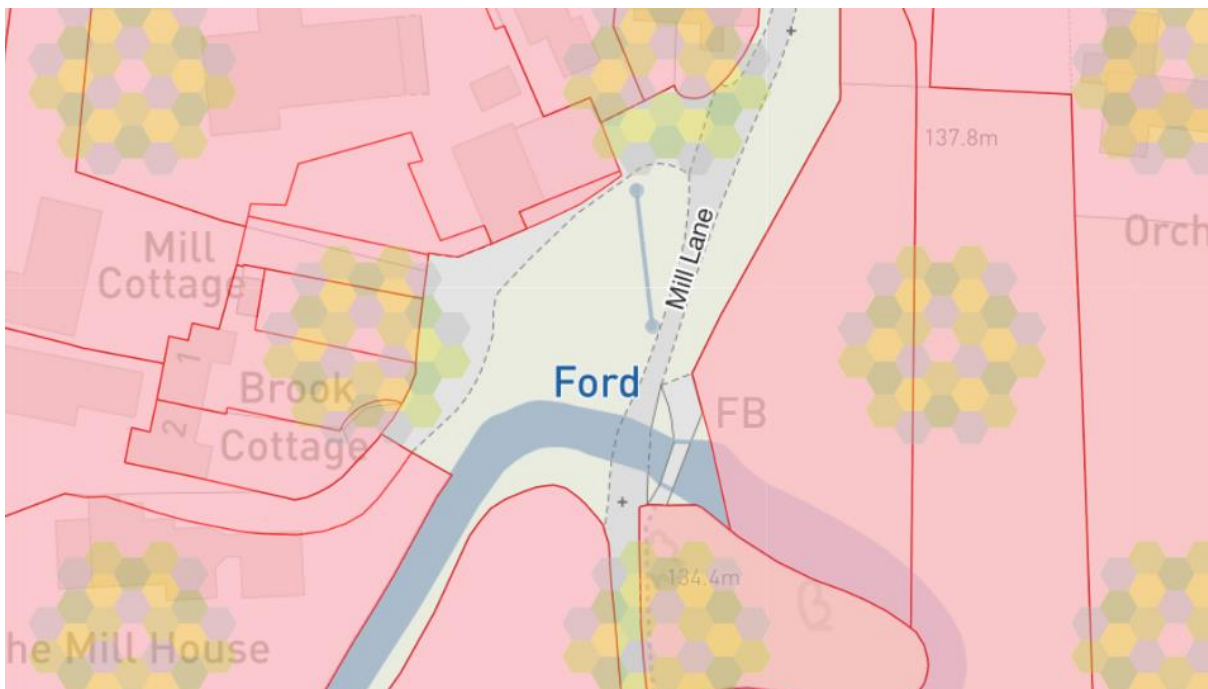 137.8m
Mill Lane
Mill
Cottage
Orch
1
Ford
Brook
Cottage
2
FB
134.4m
he Mill House